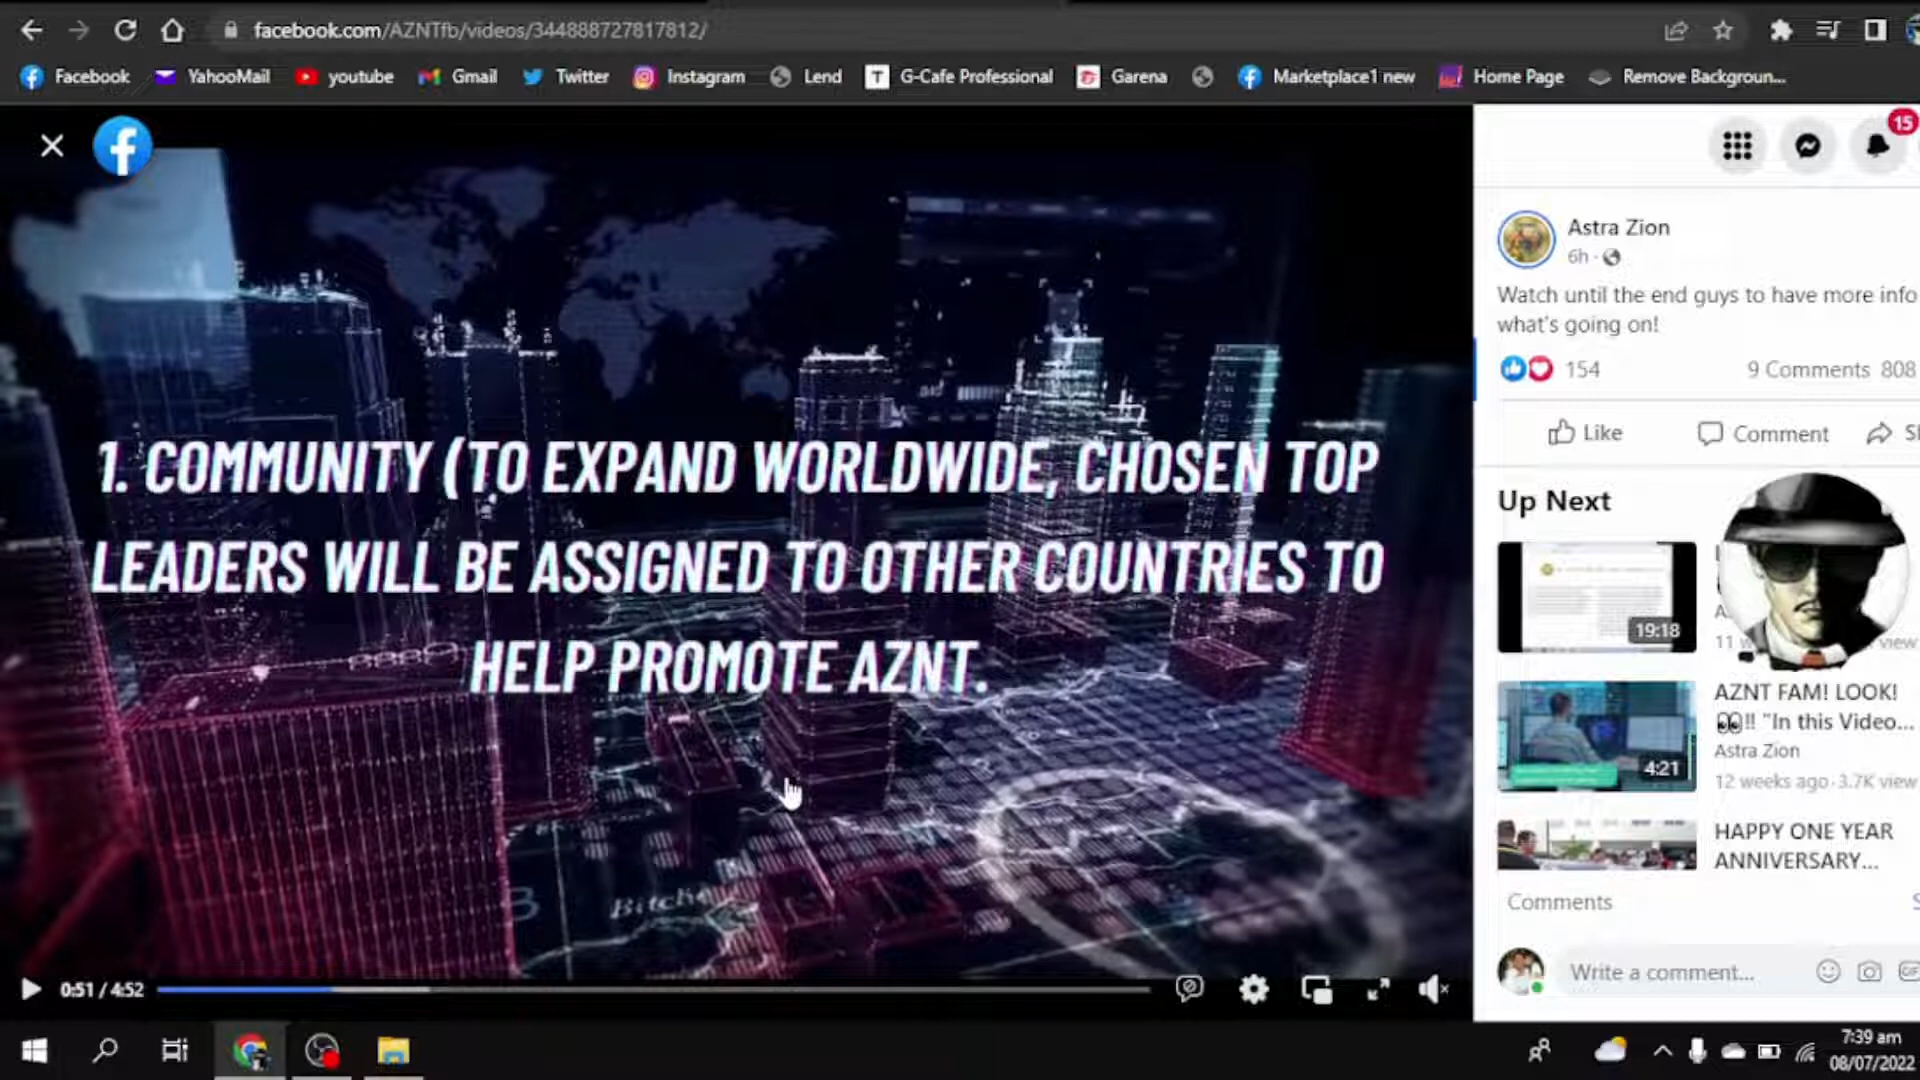 facebook.com/AZNTfb/videos/344888727817812/
Facebook YahooMail youtube Gmail Twitter Instagram Lend G-Cafe Professional Garena Marketplace1 new Home Page Remove Backgroun...
15
Astra Zion
6h
Watch until the end guys to have more info
what's going on!
154 9 Comments 808
Like Comment
Up Next
19:18
11
view
AZNT FAM! LOOK!
"In this Video...
Astra Zion
4:21
12 weeks ago · 3.7K view
HAPPY ONE YEAR
ANNIVERSARY...
Comments
Write a comment...
1. COMMUNITY (TO EXPAND WORLDWIDE, CHOSEN TOP
LEADERS WILL BE ASSIGNED TO OTHER COUNTRIES TO
HELP PROMOTE AZNT.
0:51 / 4:52
7:39 am
08/07/2022